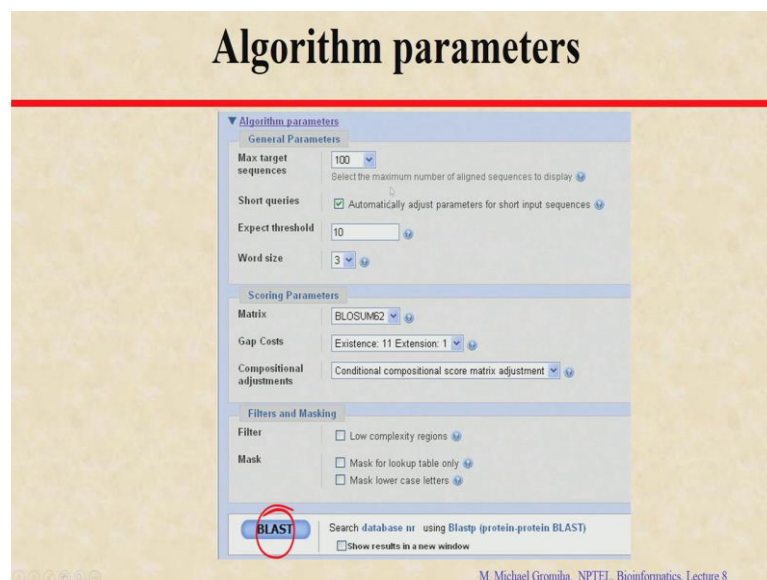 Algorithm parameters
Algorithm parameters
General Parameters
Max target sequences
100
Select the maximum number of aligned sequences to display
Short queries
Automatically adjust parameters for short input sequences
Expect threshold
10
Word size
3
Scoring Parameters
Matrix
BLOSUM62
Gap Costs
Existence: 11 Extension: 1
Compositional adjustments
Conditional compositional score matrix adjustment
Filters and Masking
Filter
Low complexity regions
Mask
Mask for lookup table only
Mask lower case letters
BLAST
Search database nr using Blastp (protein-protein BLAST)
Show results in a new window
M. Michael Gromiha, NPTEL, Bioinformatics, Lecture 8